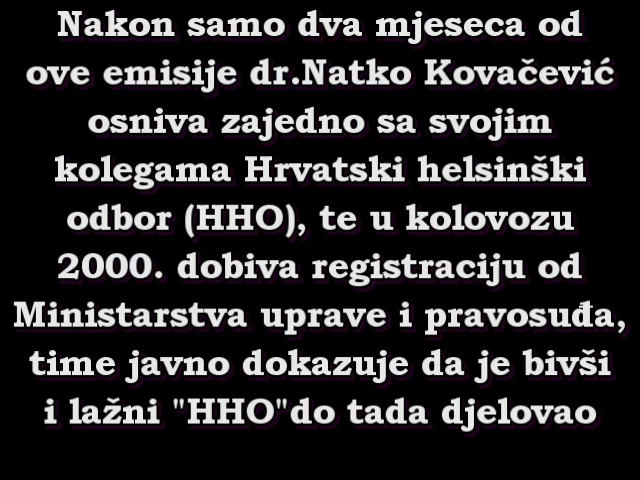 Nakon samo dva mjeseca od
ove emisije dr.Natko Kovačević
osniva zajedno sa svojim
kolegama Hrvatski helsinški
odbor (HHO), te u kolovozu
2000. dobiva registraciju od
Ministarstva uprave i pravosuđa,
time javno dokazuje da je bivši
i lažni "HHO"do tada djelovao